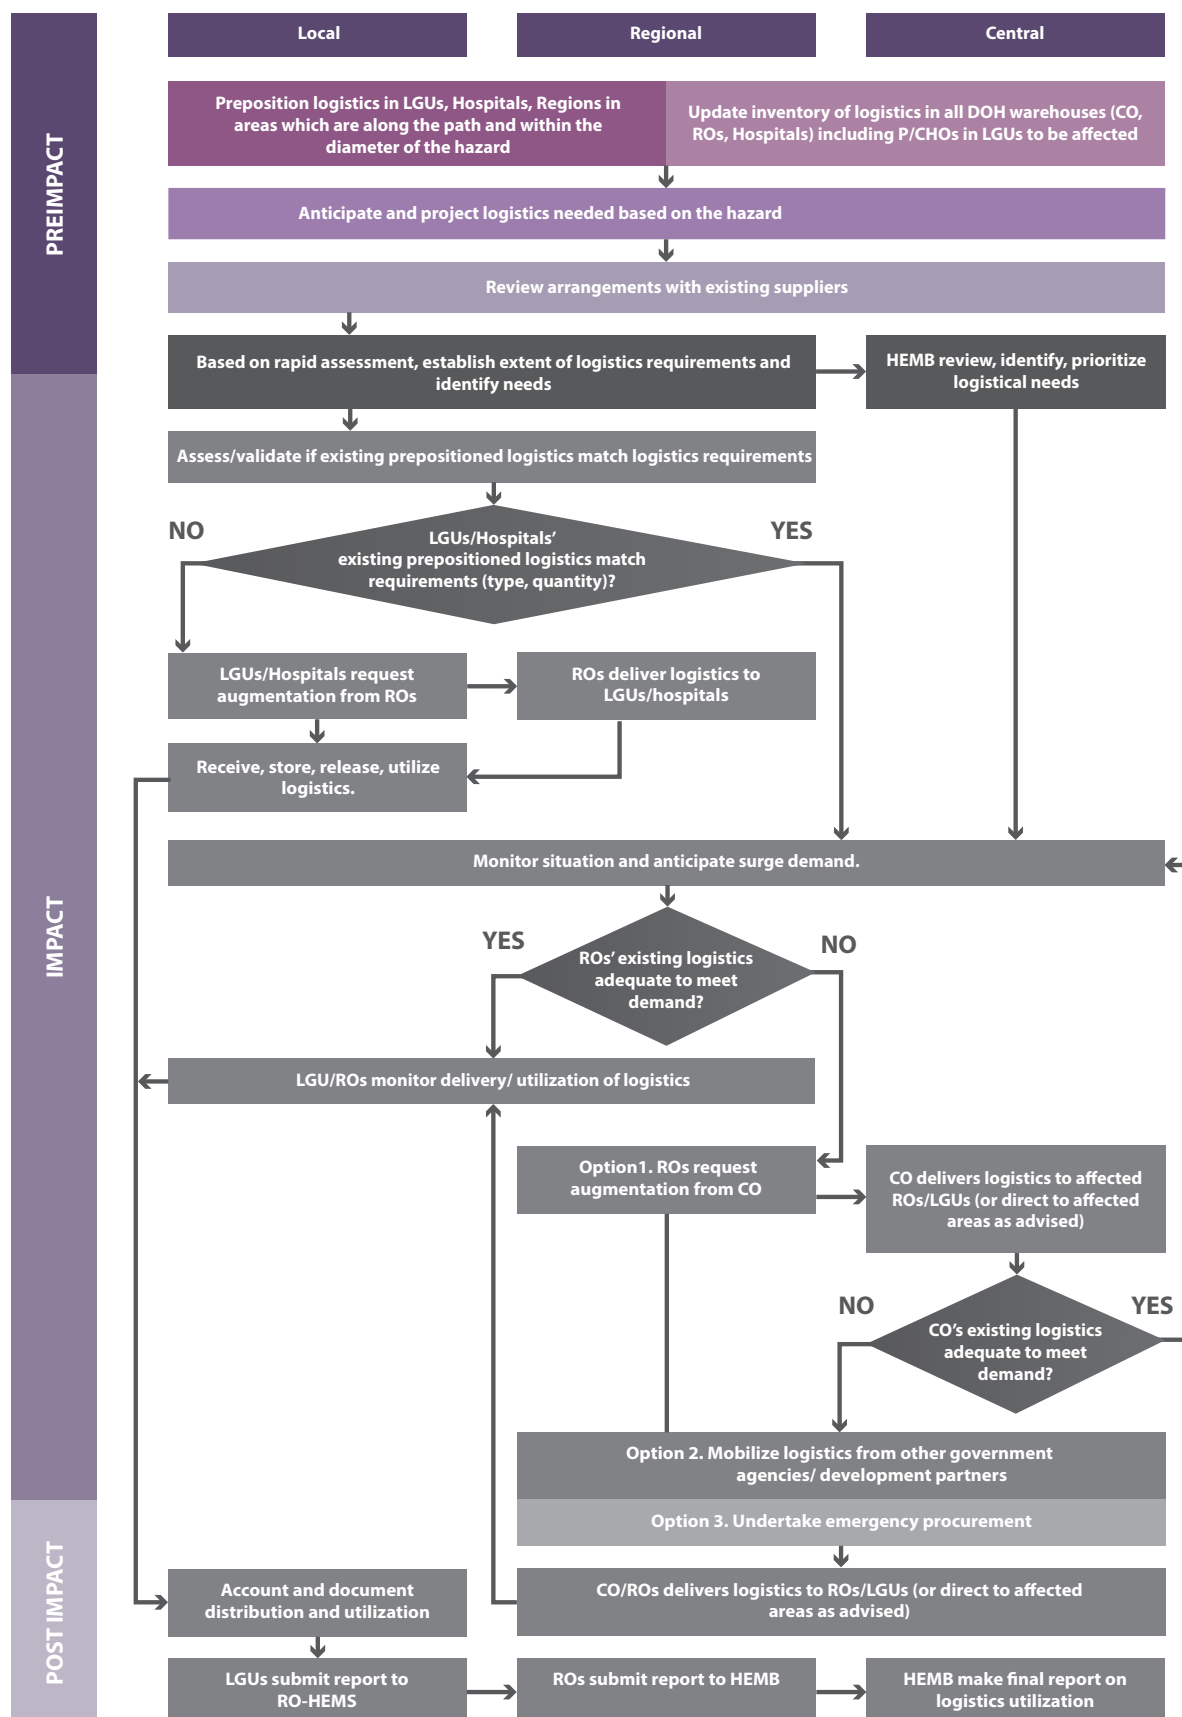 Local
Regional
Central
PREIMPACT
Preposition logistics in LGUs, Hospitals, Regions in
areas which are along the path and within the
diameter of the hazard
Update inventory of logistics in all DOH warehouses (CO,
ROs, Hospitals) including P/CHOs in LGUs to be affected
Anticipate and project logistics needed based on the hazard
Review arrangements with existing suppliers
Based on rapid assessment, establish extent of logistics requirements and
identify needs
HEMB review, identify, prioritize
logistical needs
IMPACT
Assess/validate if existing prepositioned logistics match logistics requirements
NO
YES
LGUs/Hospitals'
existing prepositioned logistics match
requirements (type, quantity)?
LGUs/Hospitals request
augmentation from ROs
ROs deliver logistics to
LGUs/hospitals
Receive, store, release, utilize
logistics.
Monitor situation and anticipate surge demand.
YES
NO
ROs' existing logistics
adequate to meet
demand?
LGU/ROs monitor delivery/ utilization of logistics
Option1. ROs request
augmentation from CO
CO delivers logistics to affected
ROs/LGUs (or direct to affected
areas as advised)
NO
YES
CO's existing logistics
adequate to meet
demand?
Option 2. Mobilize logistics from other government
agencies/ development partners
Option 3. Undertake emergency procurement
POST IMPACT
Account and document
distribution and utilization
CO/ROs delivers logistics to ROs/LGUs (or direct to affected
areas as advised)
LGUs submit report to
RO-HEMS
ROs submit report to HEMB
HEMB make final report on
logistics utilization